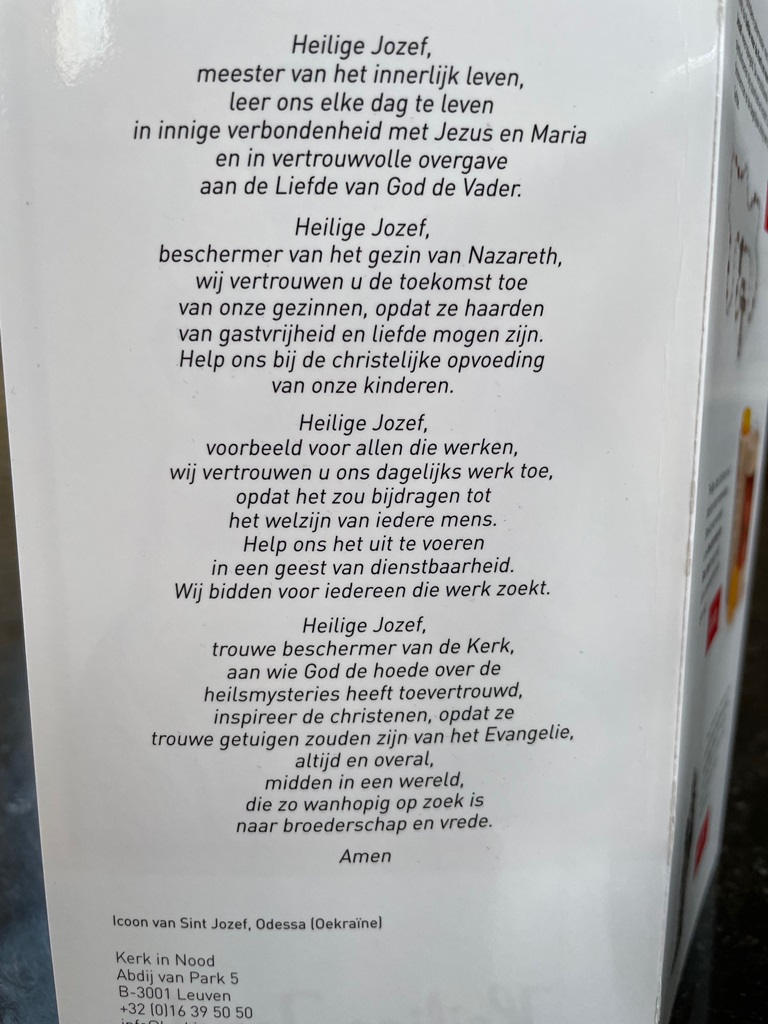 Heilige Jozef,
meester van het innerlijk leven,
leer ons elke dag te leven
in innige verbondenheid met Jezus en Maria
en in vertrouwvolle overgave
aan de Liefde van God de Vader.
Heilige Jozef,
beschermer van het gezin van Nazareth,
wij vertrouwen u de toekomst toe
van onze gezinnen, opdat ze haarden
van gastvrijheid en liefde mogen zijn.
Help ons bij de christelijke opvoeding
van onze kinderen.
Heilige Jozef,
voorbeeld voor allen die werken,
wij vertrouwen u ons dagelijks werk toe,
opdat het zou bijdragen tot
het welzijn van iedere mens.
Help ons het uit te voeren
in een geest van dienstbaarheid.
Wij bidden voor iedereen die werk zoekt.
Heilige Jozef,
trouwe beschermer van de Kerk,
aan wie God de hoede over de
heilsmysteries heeft toevertrouwd,
inspireer de christenen, opdat ze
trouwe getuigen zouden zijn van het Evangelie,
altijd en overal,
midden in een wereld,
die zo wanhopig op zoek is
naar broederschap en vrede.
Amen
Icoon van Sint Jozef, Odessa (Oekraïne)
Kerk in Nood
Abdij van Park 5
B-3001 Leuven
+32 (0)16 39 50 50